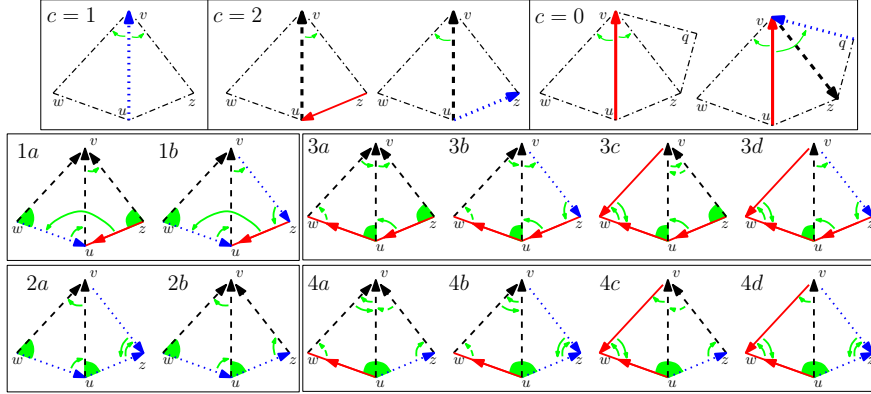 c = 1 v w u z
c = 2 v w u z v w u z
c = 0 v q w u z v q w u z
1a v w u z 1b v w u z
3a v w u z 3b v w u z 3c v w u z 3d v w u z
2a v w u z 2b v w u z
4a v w u z 4b v w u z 4c v w u z 4d v w u z